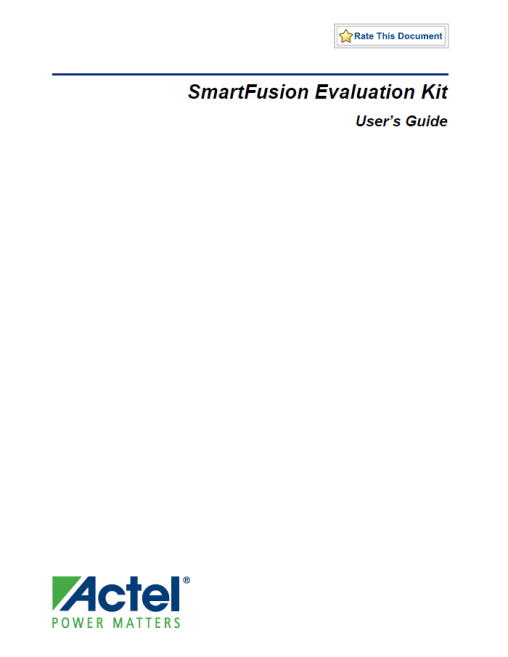 Rate This Document
SmartFusion Evaluation Kit
User's Guide
Actel®
POWER MATTERS